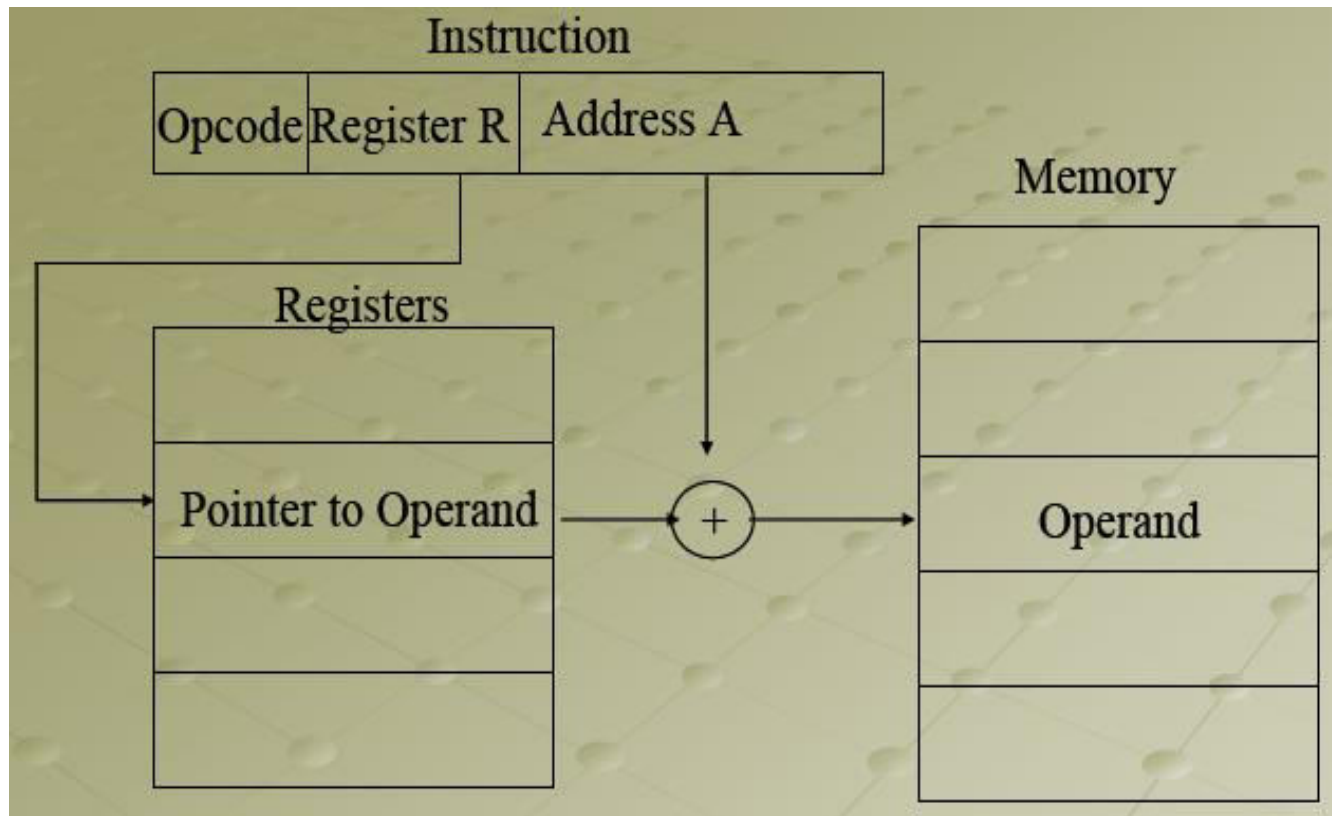 Instruction
Opcode Register R Address A
Memory
Registers
Pointer to Operand + Operand